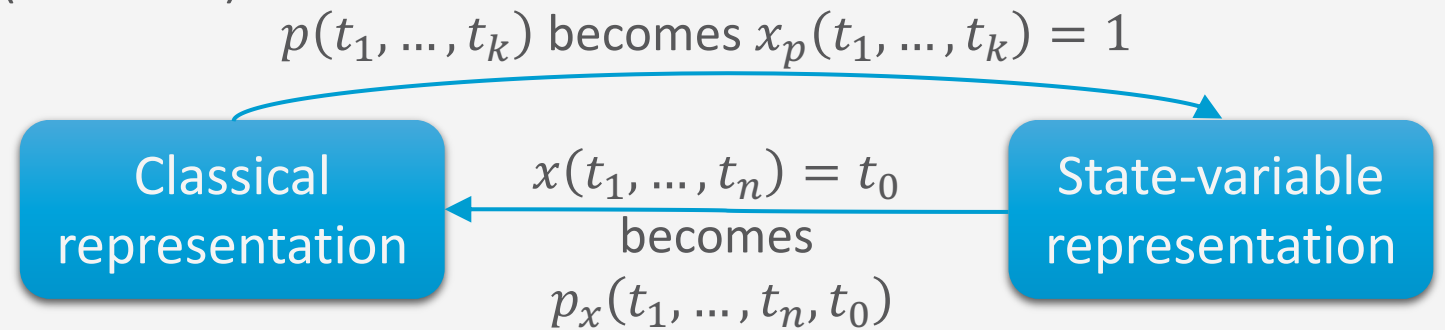 p(t₁, … , t_k) becomes x_p(t₁, … , t_k) = 1
Classical
representation
x(t₁, … , t_n) = t₀
becomes
p_x(t₁, … , t_n, t₀)
State-variable
representation